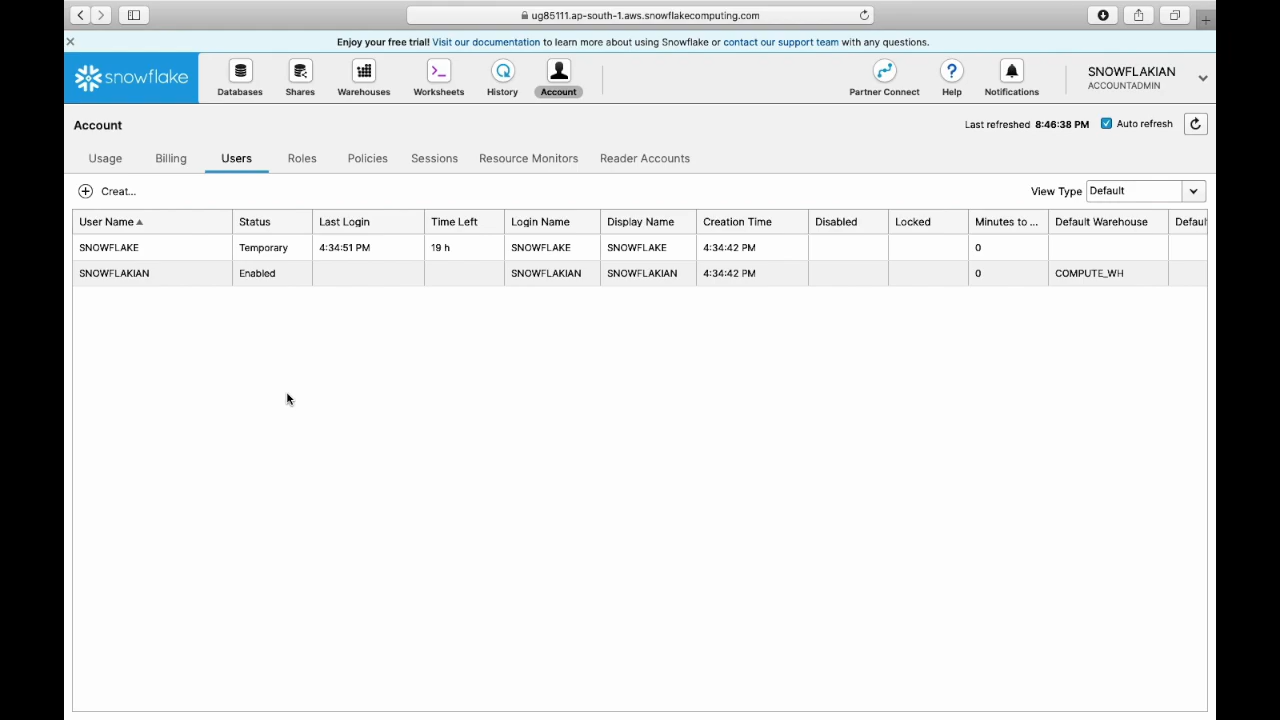 ug85111.ap-south-1.aws.snowflakecomputing.com
Enjoy your free trial! Visit our documentation to learn more about using Snowflake or contact our support team with any questions.
snowflake
Databases Shares Warehouses Worksheets History Account Partner Connect Help Notifications SNOWFLAKIAN
ACCOUNTADMIN
Account Last refreshed 8:46:38 PM Auto refresh
Usage Billing Users Roles Policies Sessions Resource Monitors Reader Accounts
Creat... View Type Default
User Name Status Last Login Time Left Login Name Display Name Creation Time Disabled Locked Minutes to ... Default Warehouse Defaul
SNOWFLAKE Temporary 4:34:51 PM 19 h SNOWFLAKE SNOWFLAKE 4:34:42 PM 0
SNOWFLAKIAN Enabled SNOWFLAKIAN SNOWFLAKIAN 4:34:42 PM 0 COMPUTE_WH